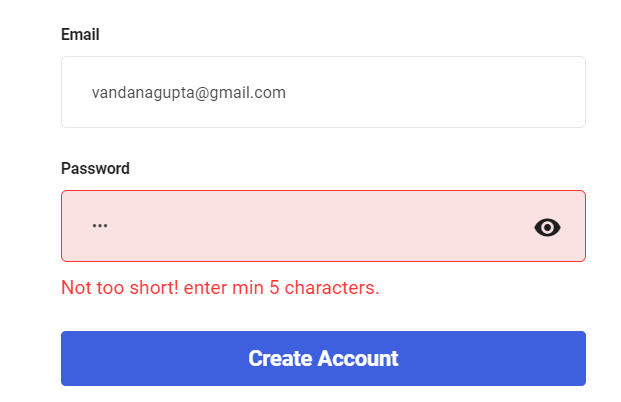 Email
vandanagupta@gmail.com
Password
•••
Not too short! enter min 5 characters.
Create Account